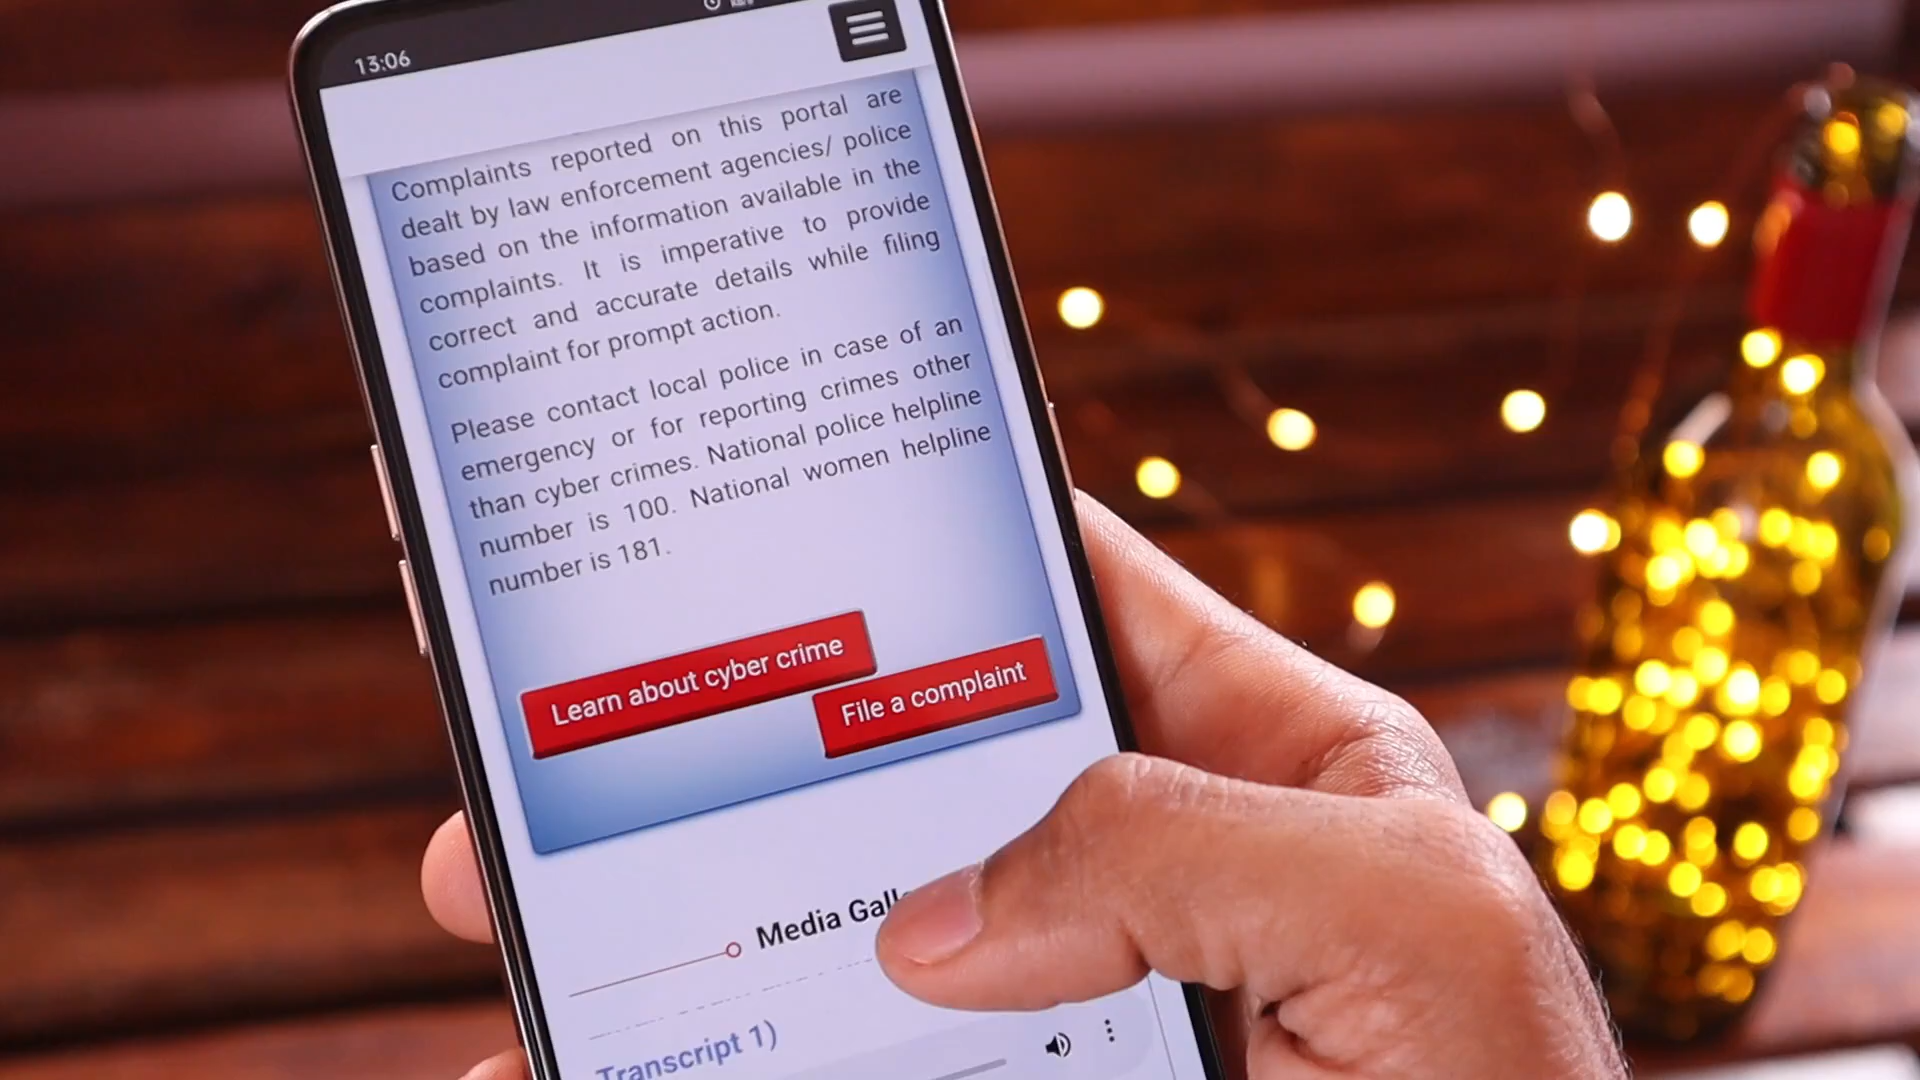 13:06
Complaints reported on this portal are
dealt by law enforcement agencies/ police
based on the information available in the
complaints. It is imperative to provide
correct and accurate details while filing
complaint for prompt action.
Please contact local police in case of an
emergency or for reporting crimes other
than cyber crimes. National police helpline
number is 100. National women helpline
number is 181.
Learn about cyber crime
File a complaint
Media
Transcript 1)